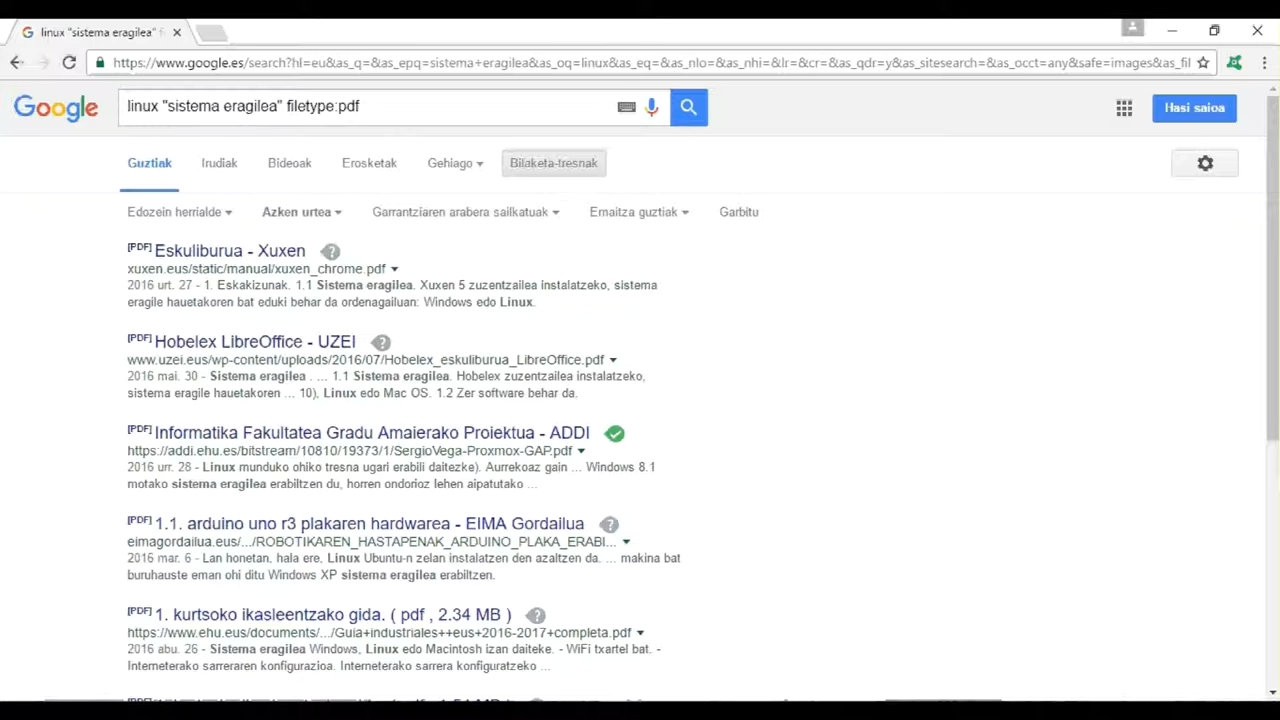 linux "sistema eragilea" f
https://www.google.es/search?hl=eu&as_q=&as_epq=sistema+eragilea&as_oq=linux&as_eq=&as_nlo=&as_nhi=&lr=&cr=&as_qdr=y&as_sitesearch=&as_occt=any&safe=images&as_fil
Google
linux "sistema eragilea" filetype:pdf
Hasi saioa
Guztiak Irudiak Bideoak Erosketak Gehiago Bilaketa-tresnak
Edozein herrialde Azken urtea Garrantziaren arabera sailkatuak Emaitza guztiak Garbitu
[PDF] Eskuliburua - Xuxen
xuxen.eus/static/manual/xuxen_chrome.pdf
2016 urt. 27 - 1. Eskakizunak. 1.1 Sistema eragilea. Xuxen 5 zuzentzailea instalatzeko, sistema
eragile hauetakoren bat eduki behar da ordenagailuan: Windows edo Linux.
[PDF] Hobelex LibreOffice - UZEI
www.uzei.eus/wp-content/uploads/2016/07/Hobelex_eskuliburua_LibreOffice.pdf
2016 mai. 30 - Sistema eragilea . ... 1.1 Sistema eragilea. Hobelex zuzentzailea instalatzeko,
sistema eragile hauetakoren ... 10), Linux edo Mac OS. 1.2 Zer software behar da.
[PDF] Informatika Fakultatea Gradu Amaierako Proiektua - ADDI
https://addi.ehu.es/bitstream/10810/19373/1/SergioVega-Proxmox-GAP.pdf
2016 urr. 28 - Linux munduko ohiko tresna ugari erabili daitezke). Aurrekoaz gain ... Windows 8.1
motako sistema eragilea erabiltzen du, horren ondorioz lehen aipatutako ...
[PDF] 1.1. arduino uno r3 plakaren hardwarea - EIMA Gordailua
eimagordailua.eus/.../ROBOTIKAREN_HASTAPENAK_ARDUINO_PLAKA_ERABI...
2016 mar. 6 - Lan honetan, hala ere, Linux Ubuntu-n zelan instalatzen den azaltzen da. ... makina bat
buruhauste eman ohi ditu Windows XP sistema eragilea erabiltzen.
[PDF] 1. kurtsoko ikasleentzako gida. ( pdf , 2.34 MB )
https://www.ehu.eus/documents/.../Guia+industriales++eus+2016-2017+completa.pdf
2016 abu. 26 - Sistema eragilea Windows, Linux edo Macintosh izan daiteke. - WiFi txartel bat. -
Interneterako sarreraren konfigurazioa. Interneterako sarrera konfiguratzeko ...